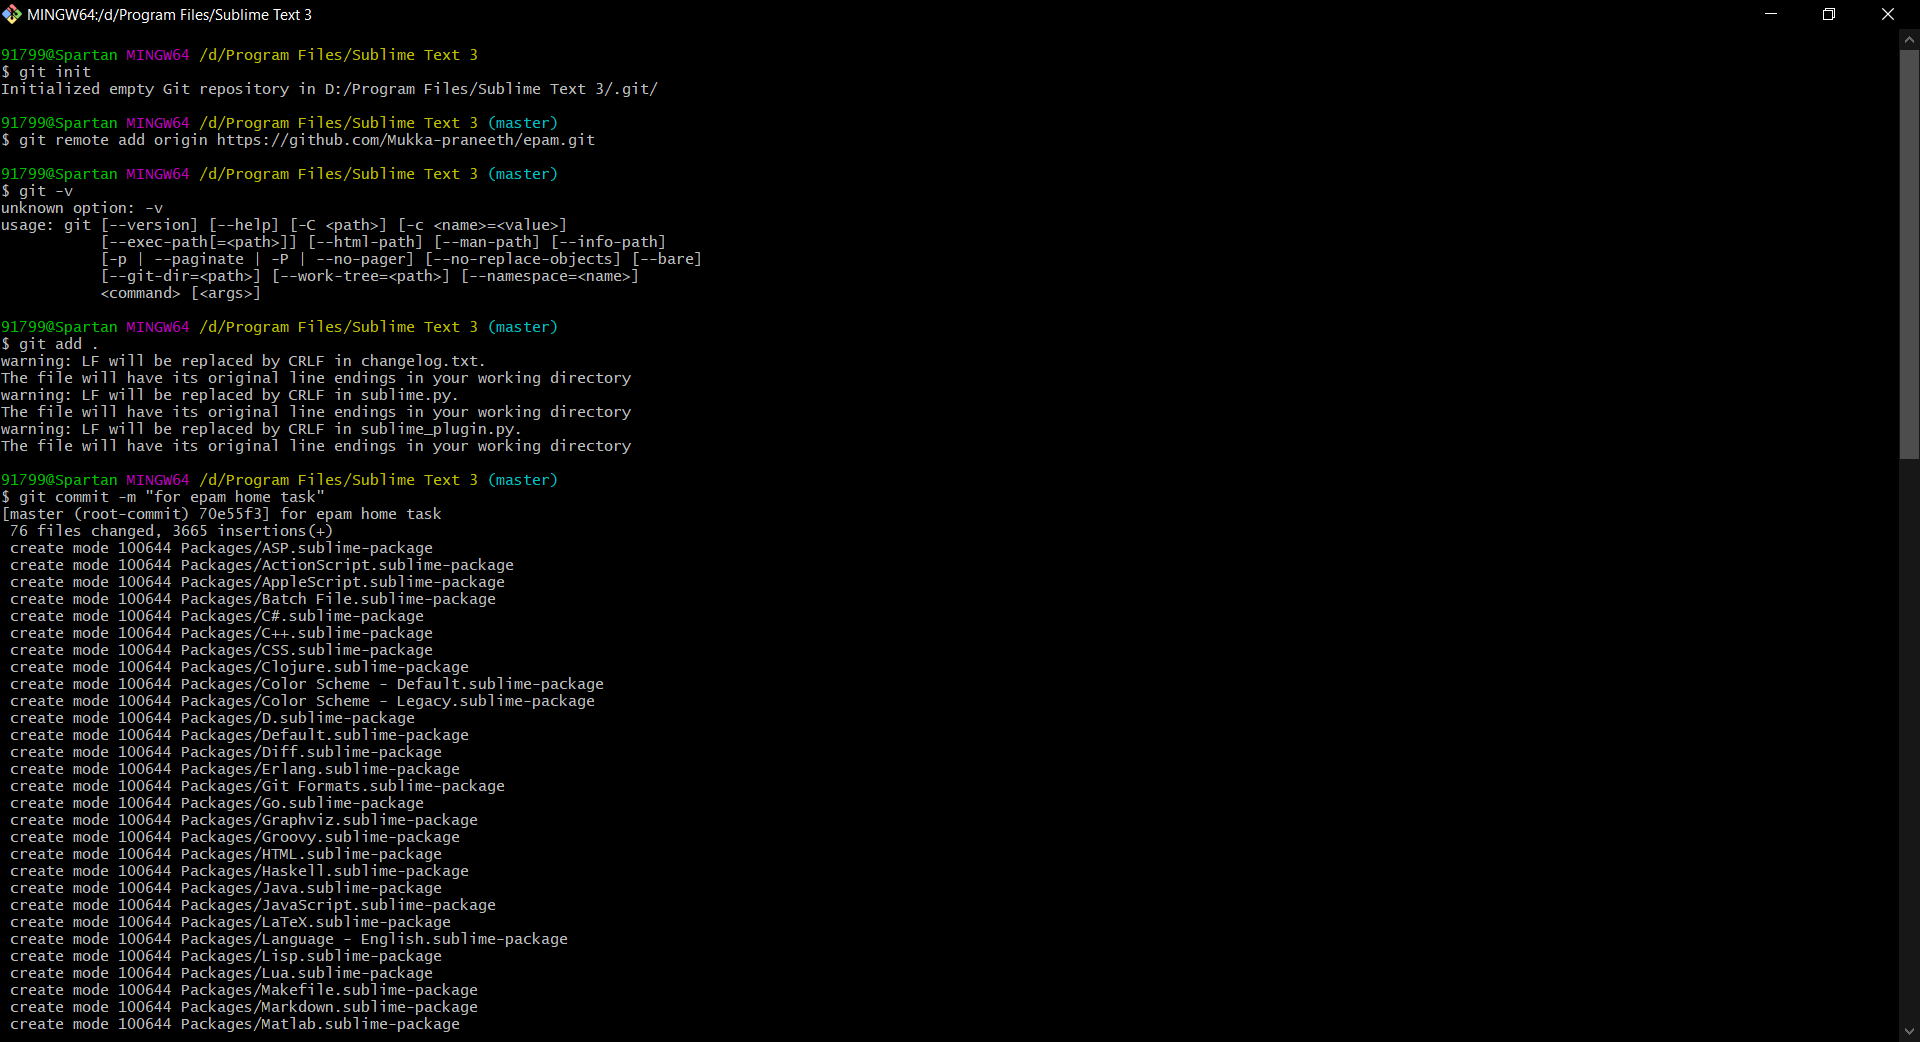 MINGW64:/d/Program Files/Sublime Text 3
91799@Spartan MINGW64 /d/Program Files/Sublime Text 3
$ git init
Initialized empty Git repository in D:/Program Files/Sublime Text 3/.git/
91799@Spartan MINGW64 /d/Program Files/Sublime Text 3 (master)
$ git remote add origin https://github.com/Mukka-praneeth/epam.git
91799@Spartan MINGW64 /d/Program Files/Sublime Text 3 (master)
$ git -v
unknown option: -v
usage: git [--version] [--help] [-C <path>] [-c <name>=<value>]
           [--exec-path[=<path>]] [--html-path] [--man-path] [--info-path]
           [-p | --paginate | -P | --no-pager] [--no-replace-objects] [--bare]
           [--git-dir=<path>] [--work-tree=<path>] [--namespace=<name>]
           <command> [<args>]
91799@Spartan MINGW64 /d/Program Files/Sublime Text 3 (master)
$ git add .
warning: LF will be replaced by CRLF in changelog.txt.
The file will have its original line endings in your working directory
warning: LF will be replaced by CRLF in sublime.py.
The file will have its original line endings in your working directory
warning: LF will be replaced by CRLF in sublime_plugin.py.
The file will have its original line endings in your working directory
91799@Spartan MINGW64 /d/Program Files/Sublime Text 3 (master)
$ git commit -m "for epam home task"
[master (root-commit) 70e55f3] for epam home task
 76 files changed, 3665 insertions(+)
 create mode 100644 Packages/ASP.sublime-package
 create mode 100644 Packages/ActionScript.sublime-package
 create mode 100644 Packages/AppleScript.sublime-package
 create mode 100644 Packages/Batch File.sublime-package
 create mode 100644 Packages/C#.sublime-package
 create mode 100644 Packages/C++.sublime-package
 create mode 100644 Packages/CSS.sublime-package
 create mode 100644 Packages/Clojure.sublime-package
 create mode 100644 Packages/Color Scheme - Default.sublime-package
 create mode 100644 Packages/Color Scheme - Legacy.sublime-package
 create mode 100644 Packages/D.sublime-package
 create mode 100644 Packages/Default.sublime-package
 create mode 100644 Packages/Diff.sublime-package
 create mode 100644 Packages/Erlang.sublime-package
 create mode 100644 Packages/Git Formats.sublime-package
 create mode 100644 Packages/Go.sublime-package
 create mode 100644 Packages/Graphviz.sublime-package
 create mode 100644 Packages/Groovy.sublime-package
 create mode 100644 Packages/HTML.sublime-package
 create mode 100644 Packages/Haskell.sublime-package
 create mode 100644 Packages/Java.sublime-package
 create mode 100644 Packages/JavaScript.sublime-package
 create mode 100644 Packages/LaTeX.sublime-package
 create mode 100644 Packages/Language - English.sublime-package
 create mode 100644 Packages/Lisp.sublime-package
 create mode 100644 Packages/Lua.sublime-package
 create mode 100644 Packages/Makefile.sublime-package
 create mode 100644 Packages/Markdown.sublime-package
 create mode 100644 Packages/Matlab.sublime-package